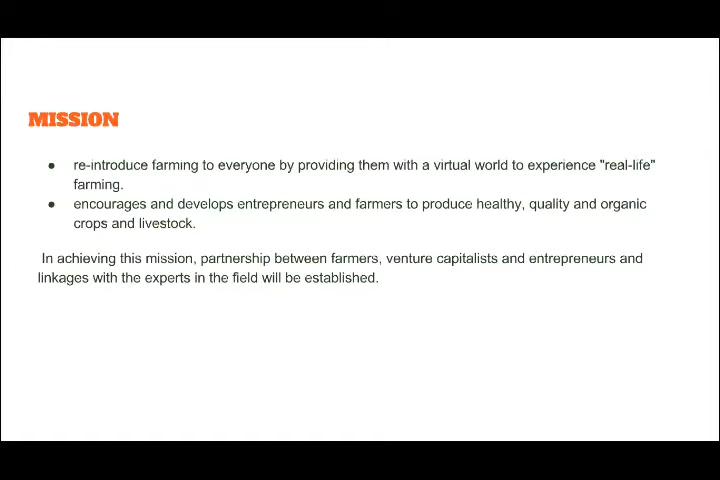 MISSION
● re-introduce farming to everyone by providing them with a virtual world to experience "real-life"
farming.
● encourages and develops entrepreneurs and farmers to produce healthy, quality and organic
crops and livestock.
In achieving this mission, partnership between farmers, venture capitalists and entrepreneurs and
linkages with the experts in the field will be established.